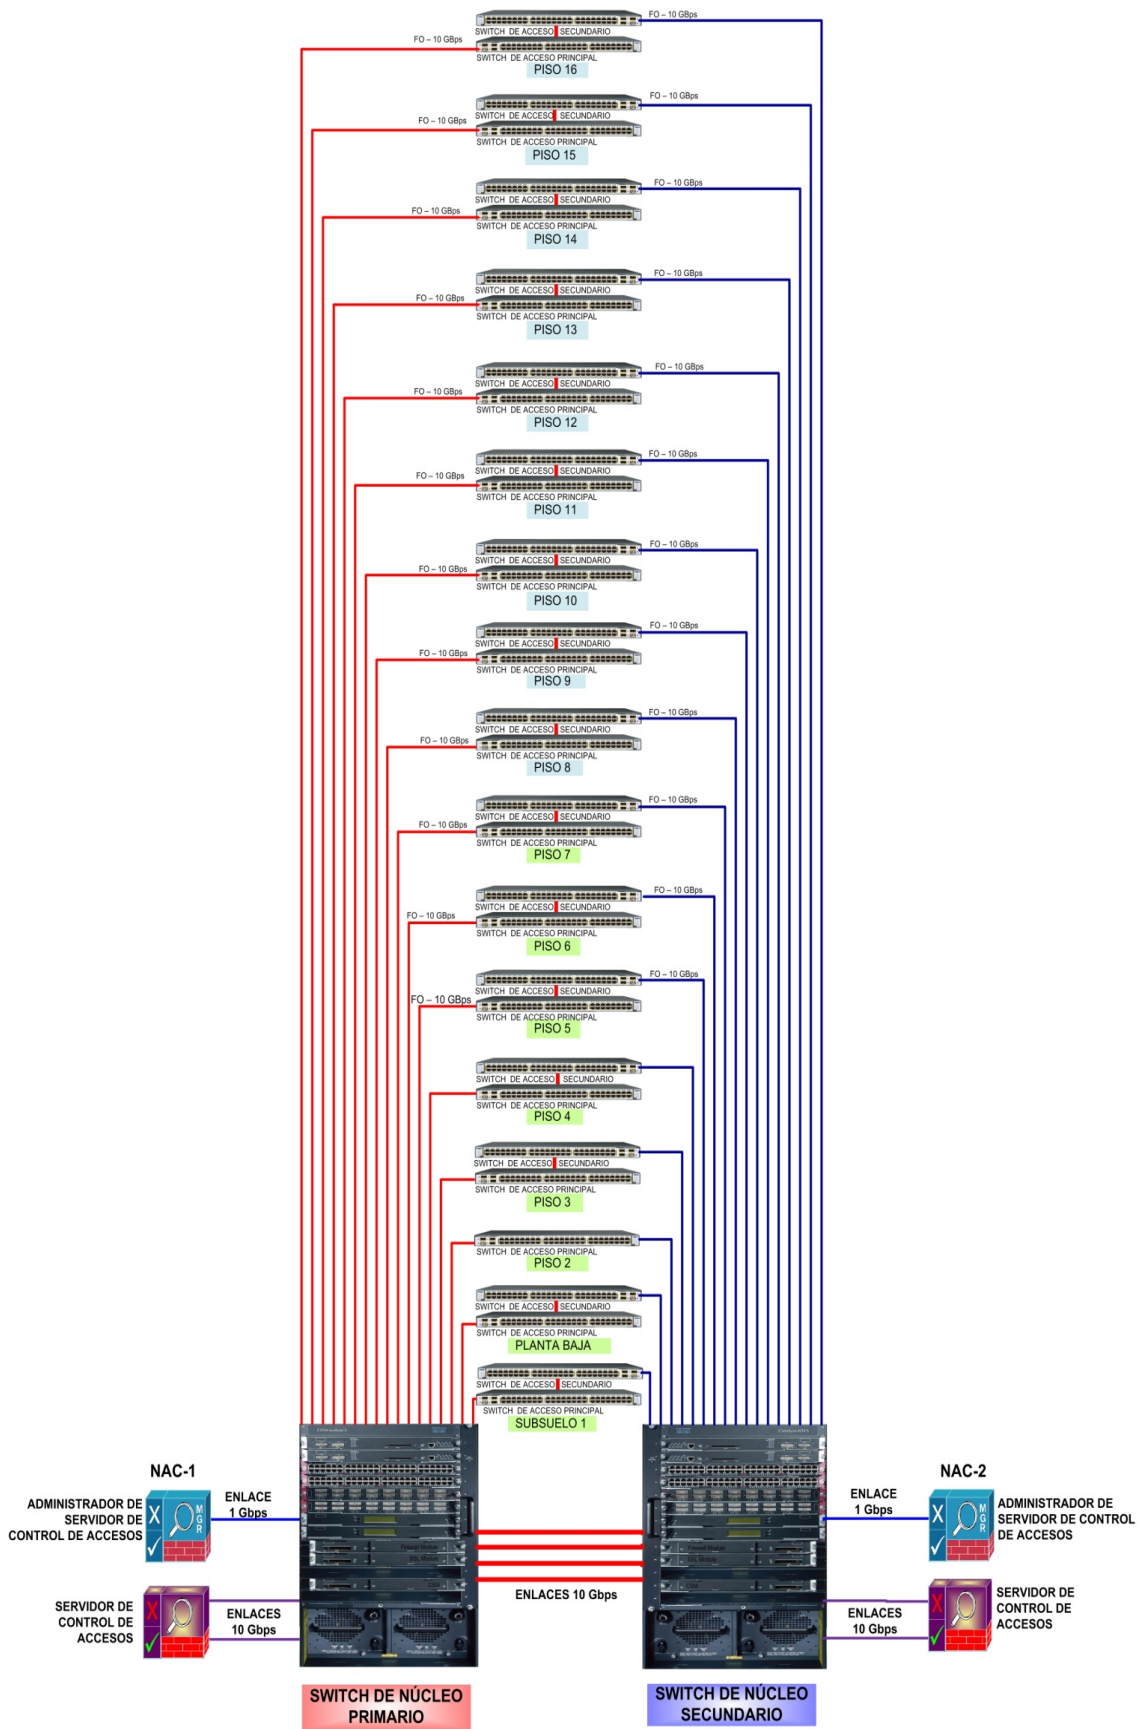 FO – 10 GBps
SWITCH DE ACCESO SECUNDARIO
FO – 10 GBps
SWITCH DE ACCESO PRINCIPAL
PISO 16
FO – 10 GBps
SWITCH DE ACCESO SECUNDARIO
FO – 10 GBps
SWITCH DE ACCESO PRINCIPAL
PISO 15
FO – 10 GBps
SWITCH DE ACCESO SECUNDARIO
FO – 10 GBps
SWITCH DE ACCESO PRINCIPAL
PISO 14
FO – 10 GBps
SWITCH DE ACCESO SECUNDARIO
FO – 10 GBps
SWITCH DE ACCESO PRINCIPAL
PISO 13
FO – 10 GBps
SWITCH DE ACCESO SECUNDARIO
FO – 10 GBps
SWITCH DE ACCESO PRINCIPAL
PISO 12
FO – 10 GBps
SWITCH DE ACCESO SECUNDARIO
FO – 10 GBps
SWITCH DE ACCESO PRINCIPAL
PISO 11
FO – 10 GBps
SWITCH DE ACCESO SECUNDARIO
FO – 10 GBps
SWITCH DE ACCESO PRINCIPAL
PISO 10
FO – 10 GBps
SWITCH DE ACCESO SECUNDARIO
FO – 10 GBps
SWITCH DE ACCESO PRINCIPAL
PISO 9
FO – 10 GBps
SWITCH DE ACCESO SECUNDARIO
FO – 10 GBps
SWITCH DE ACCESO PRINCIPAL
PISO 8
FO – 10 GBps
SWITCH DE ACCESO SECUNDARIO
FO – 10 GBps
SWITCH DE ACCESO PRINCIPAL
PISO 7
FO – 10 GBps
SWITCH DE ACCESO SECUNDARIO
FO – 10 GBps
SWITCH DE ACCESO PRINCIPAL
PISO 6
FO – 10 GBps
SWITCH DE ACCESO SECUNDARIO
FO – 10 GBps
SWITCH DE ACCESO PRINCIPAL
PISO 5
SWITCH DE ACCESO SECUNDARIO
SWITCH DE ACCESO PRINCIPAL
PISO 4
SWITCH DE ACCESO SECUNDARIO
SWITCH DE ACCESO PRINCIPAL
PISO 3
SWITCH DE ACCESO PRINCIPAL
PISO 2
SWITCH DE ACCESO SECUNDARIO
SWITCH DE ACCESO PRINCIPAL
PLANTA BAJA
SWITCH DE ACCESO SECUNDARIO
SWITCH DE ACCESO PRINCIPAL
SUBSUELO 1
NAC-1
ADMINISTRADOR DE
SERVIDOR DE
CONTROL DE ACCESOS
MGR
ENLACE
1 Gbps
Firewall Module
SSL Module
CSM
SERVIDOR DE
CONTROL DE
ACCESOS
ENLACES
10 Gbps
ENLACES 10 Gbps
NAC-2
ENLACE
1 Gbps
MGR
ADMINISTRADOR DE
SERVIDOR DE CONTROL
DE ACCESOS
Firewall Module
SSL Module
CSM
ENLACES
10 Gbps
SERVIDOR DE
CONTROL DE
ACCESOS
SWITCH DE NÚCLEO
PRIMARIO
SWITCH DE NÚCLEO
SECUNDARIO